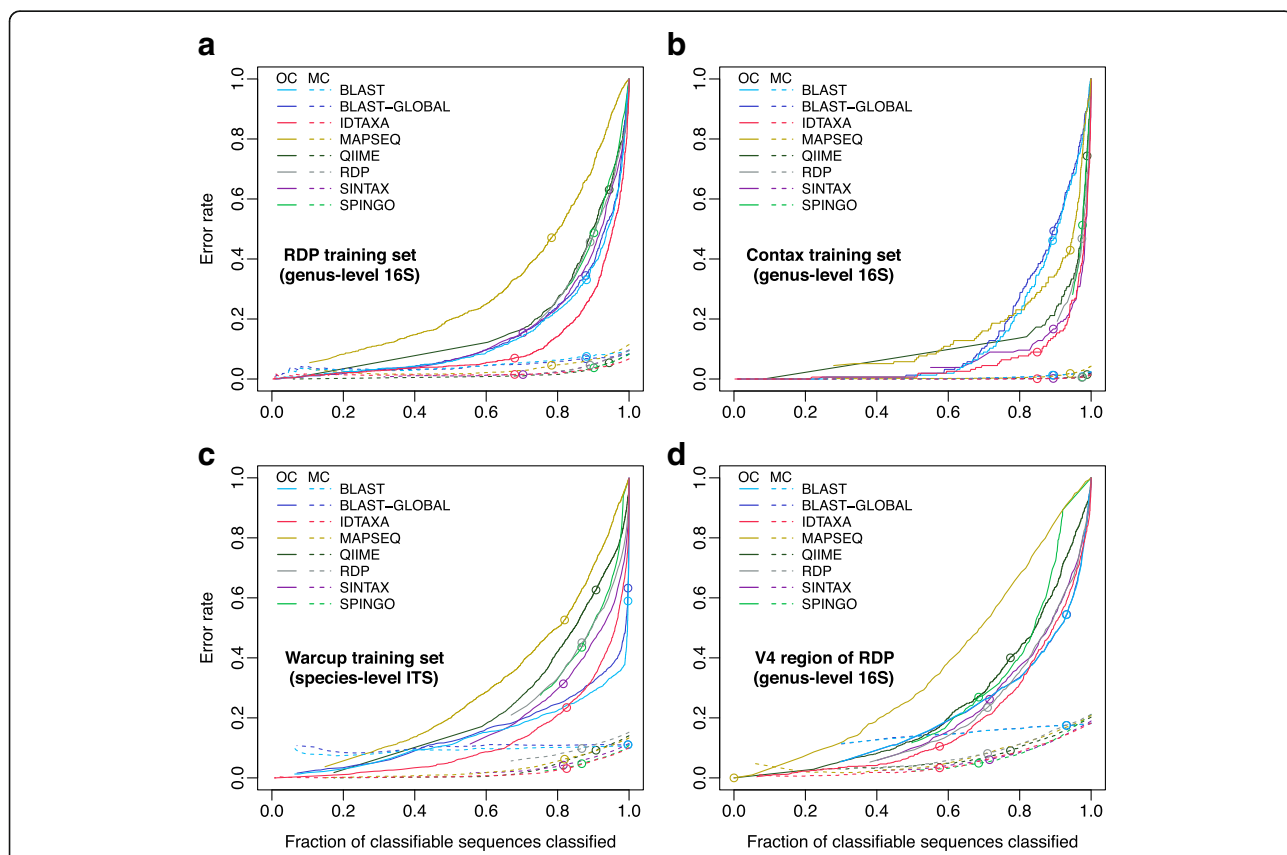 a
OC MC
BLAST
BLAST-GLOBAL
IDTAXA
MAPSEQ
QIIME
RDP
SINTAX
SPINGO
RDP training set
(genus-level 16S)
Error rate
0.0 0.2 0.4 0.6 0.8 1.0
0.0 0.2 0.4 0.6 0.8 1.0
b
OC MC
BLAST
BLAST-GLOBAL
IDTAXA
MAPSEQ
QIIME
RDP
SINTAX
SPINGO
Contax training set
(genus-level 16S)
0.0 0.2 0.4 0.6 0.8 1.0
0.0 0.2 0.4 0.6 0.8 1.0
c
OC MC
BLAST
BLAST-GLOBAL
IDTAXA
MAPSEQ
QIIME
RDP
SINTAX
SPINGO
Warcup training set
(species-level ITS)
Error rate
0.0 0.2 0.4 0.6 0.8 1.0
0.0 0.2 0.4 0.6 0.8 1.0
Fraction of classifiable sequences classified
d
OC MC
BLAST
BLAST-GLOBAL
IDTAXA
MAPSEQ
QIIME
RDP
SINTAX
SPINGO
V4 region of RDP
(genus-level 16S)
0.0 0.2 0.4 0.6 0.8 1.0
0.0 0.2 0.4 0.6 0.8 1.0
Fraction of classifiable sequences classified